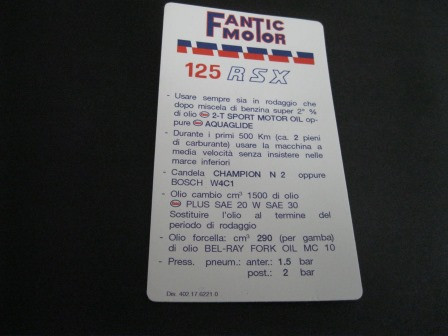 FANTIC
MOTOR
125 RSX
- Usare sempre sia in rodaggio che
dopo miscela di benzina super 2" %
di olio 2-T SPORT MOTOR OIL op-
pure AQUAGLIDE
- Durante i primi 500 Km (ca. 2 pieni
di carburante) usare la macchina a
media velocità senza insistere nelle
marce inferiori
- Candela CHAMPION N 2 oppure
BOSCH W4C1
- Olio cambio cm³ 1500 di olio
PLUS SAE 20 W SAE 30
Sostituire l'olio al termine del
periodo di rodaggio
- Olio forcella: cm³ 290 (per gamba)
di olio BEL-RAY FORK OIL MC 10
- Press. pneum.: anter.: 1.5 bar
post.: 2 bar
Dis. 402 17 6221 0